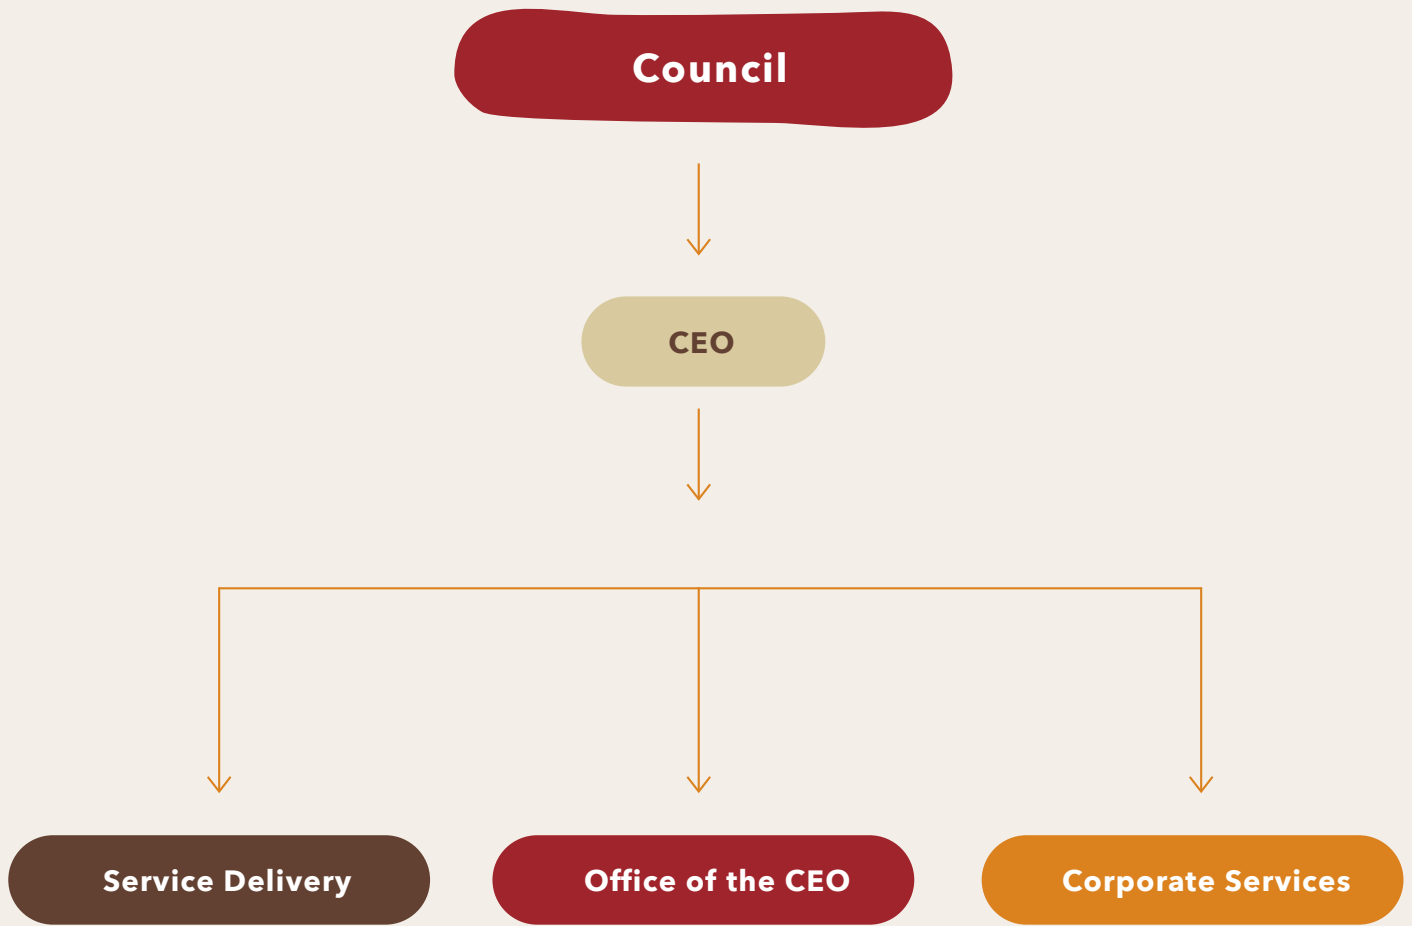 Council
CEO
Service Delivery
Office of the CEO
Corporate Services